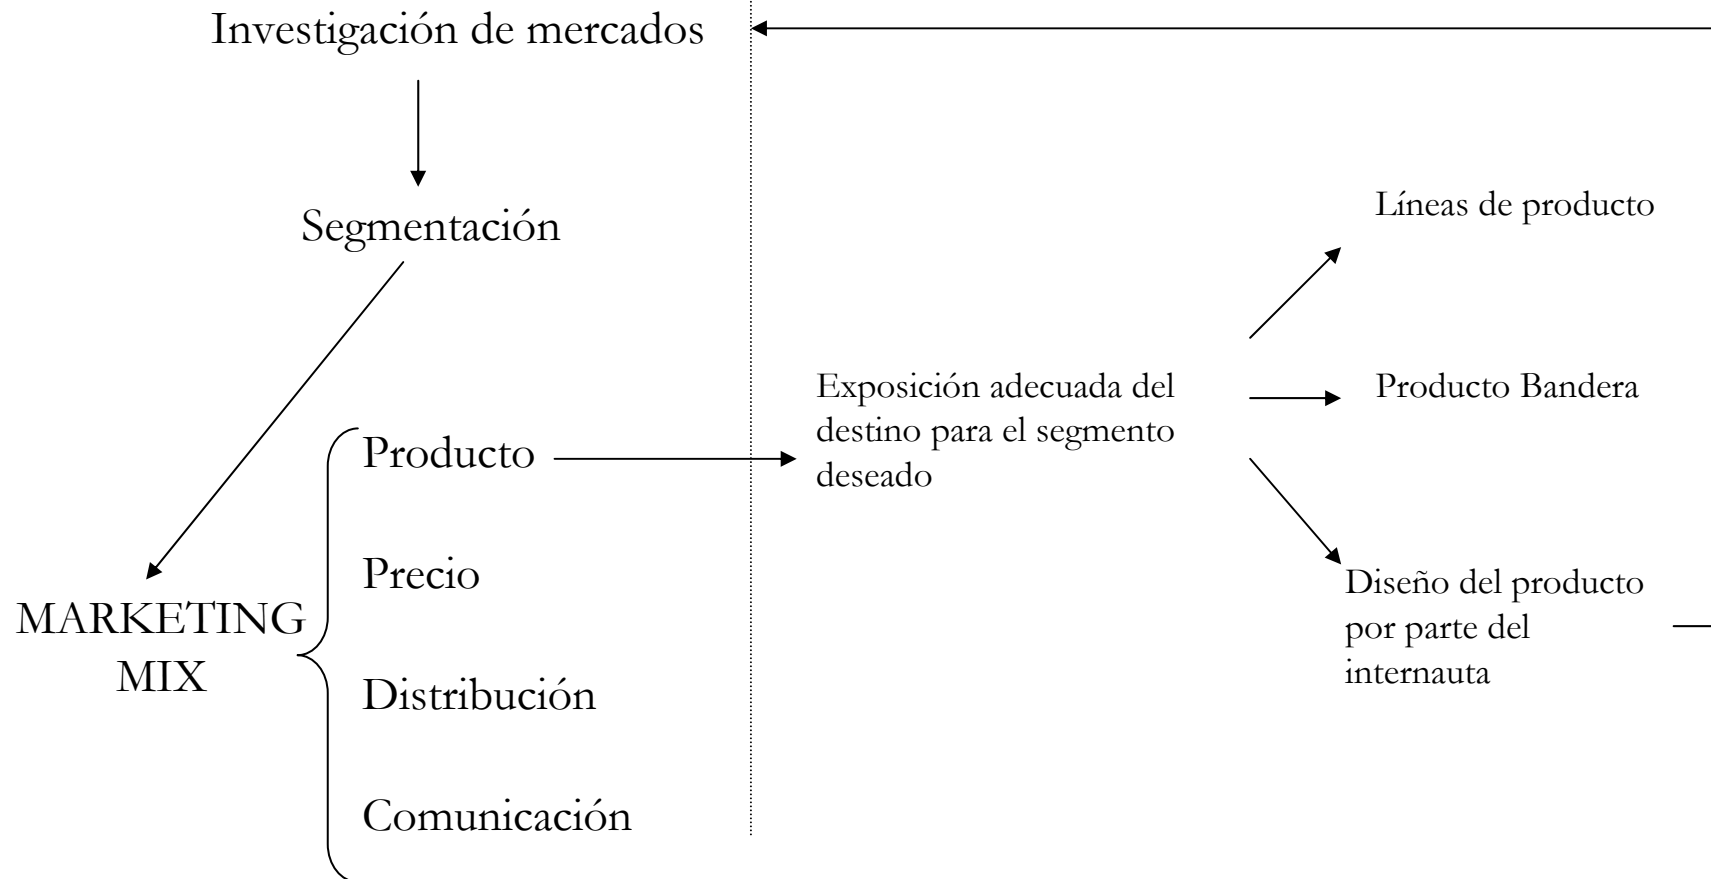 Investigación de mercados
Segmentación
MARKETING
MIX
Producto
Precio
Distribución
Comunicación
Exposición adecuada del
destino para el segmento
deseado
Líneas de producto
Producto Bandera
Diseño del producto
por parte del
internauta